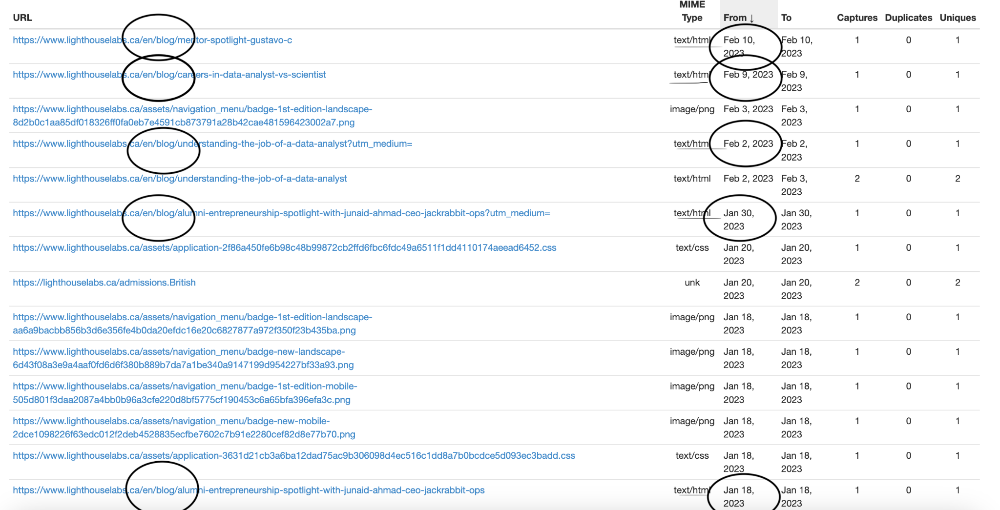 URL MIME Type From ↓ To Captures Duplicates Uniques
https://www.lighthouselabs.ca/en/blog/mentor-spotlight-gustavo-c text/html Feb 10, 2023 Feb 10, 2023 1 0 1
https://www.lighthouselabs.ca/en/blog/careers-in-data-analyst-vs-scientist text/html Feb 9, 2023 Feb 9, 2023 1 0 1
https://www.lighthouselabs.ca/assets/navigation_menu/badge-1st-edition-landscape-
8d2b0c1aa85df018326ff0fa0eb7e4591cb873791a28b42cae481596423002a7.png image/png Feb 3, 2023 Feb 3, 2023 1 0 1
https://www.lighthouselabs.ca/en/blog/understanding-the-job-of-a-data-analyst?utm_medium= text/html Feb 2, 2023 Feb 2, 2023 1 0 1
https://www.lighthouselabs.ca/en/blog/understanding-the-job-of-a-data-analyst text/html Feb 2, 2023 Feb 3, 2023 2 0 2
https://www.lighthouselabs.ca/en/blog/alumni-entrepreneurship-spotlight-with-junaid-ahmad-ceo-jackrabbit-ops?utm_medium= text/html Jan 30, 2023 Jan 30, 2023 1 0 1
https://www.lighthouselabs.ca/assets/application-2f86a450fe6b98c48b99872cb2ffd6fbc6fdc49a6511f1dd4110174aeead6452.css text/css Jan 20, 2023 Jan 20, 2023 1 0 1
https://lighthouselabs.ca/admissions.British unk Jan 20, 2023 Jan 20, 2023 2 0 2
https://www.lighthouselabs.ca/assets/navigation_menu/badge-1st-edition-landscape-
aa6a9bacbb856b3d6e356fe4b0da20efdc16e20c6827877a972f350f23b435ba.png image/png Jan 18, 2023 Jan 18, 2023 1 0 1
https://www.lighthouselabs.ca/assets/navigation_menu/badge-new-landscape-
6d43f08a3e9a4aaf0fd6d6f380b889b7da7a1be340a9147199d954227bf33a93.png image/png Jan 18, 2023 Jan 18, 2023 1 0 1
https://www.lighthouselabs.ca/assets/navigation_menu/badge-1st-edition-mobile-
505d801f3daa2087a4bb0b96a3cfe220d8bf5775cf190453c6a65bfa396efa3c.png image/png Jan 18, 2023 Jan 18, 2023 1 0 1
https://www.lighthouselabs.ca/assets/navigation_menu/badge-new-mobile-
2dce1098226f63edc012f2deb4528835ecfbe7602c7b91e2280cef82d8e77b70.png image/png Jan 18, 2023 Jan 18, 2023 1 0 1
https://www.lighthouselabs.ca/assets/application-3631d21cb3a6ba12dad75ac9b306098d4ec516c1dd8a7b0bcdce5d093ec3badd.css text/css Jan 18, 2023 Jan 18, 2023 1 0 1
https://www.lighthouselabs.ca/en/blog/alumni-entrepreneurship-spotlight-with-junaid-ahmad-ceo-jackrabbit-ops text/html Jan 18, 2023 Jan 18, 2023 1 0 1